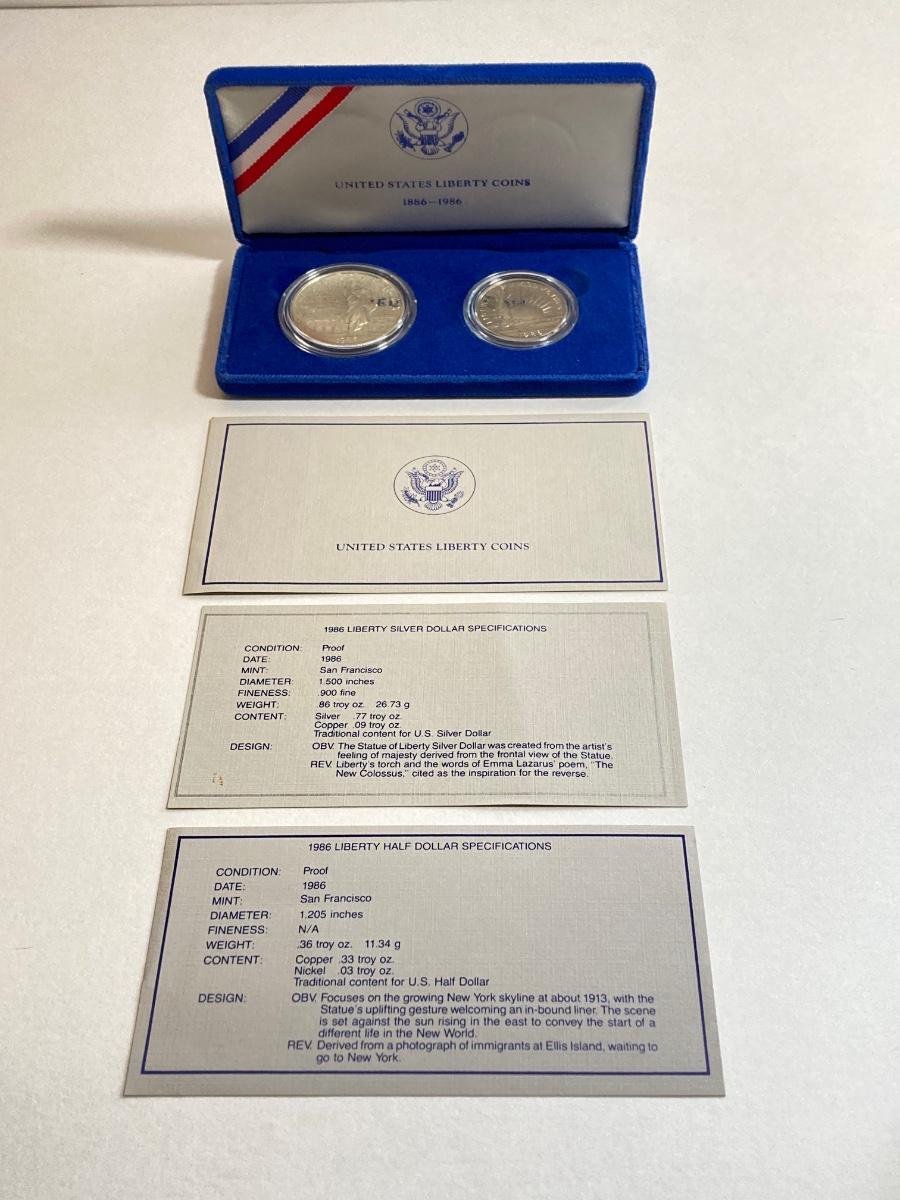 UNITED STATES LIBERTY COINS
1886–1986
1986
UNITED STATES LIBERTY COINS
1986 LIBERTY SILVER DOLLAR SPECIFICATIONS
CONDITION: Proof
DATE: 1986
MINT: San Francisco
DIAMETER: 1.500 inches
FINENESS: .900 fine
WEIGHT: .86 troy oz. 26.73 g
CONTENT: Silver .77 troy oz.
Copper .09 troy oz.
Traditional content for U.S. Silver Dollar
DESIGN: OBV. The Statue of Liberty Silver Dollar was created from the artist's
feeling of majesty derived from the frontal view of the Statue.
REV. Liberty's torch and the words of Emma Lazarus' poem, "The
New Colossus," cited as the inspiration for the reverse.
1986 LIBERTY HALF DOLLAR SPECIFICATIONS
CONDITION: Proof
DATE: 1986
MINT: San Francisco
DIAMETER: 1.205 inches
FINENESS: N/A
WEIGHT: .36 troy oz. 11.34 g
CONTENT: Copper .33 troy oz.
Nickel .03 troy oz.
Traditional content for U.S. Half Dollar
DESIGN: OBV. Focuses on the growing New York skyline at about 1913, with the
Statue's uplifting gesture welcoming an in-bound liner. The scene
is set against the sun rising in the east to convey the start of a
different life in the New World.
REV. Derived from a photograph of immigrants at Ellis Island, waiting to
go to New York.